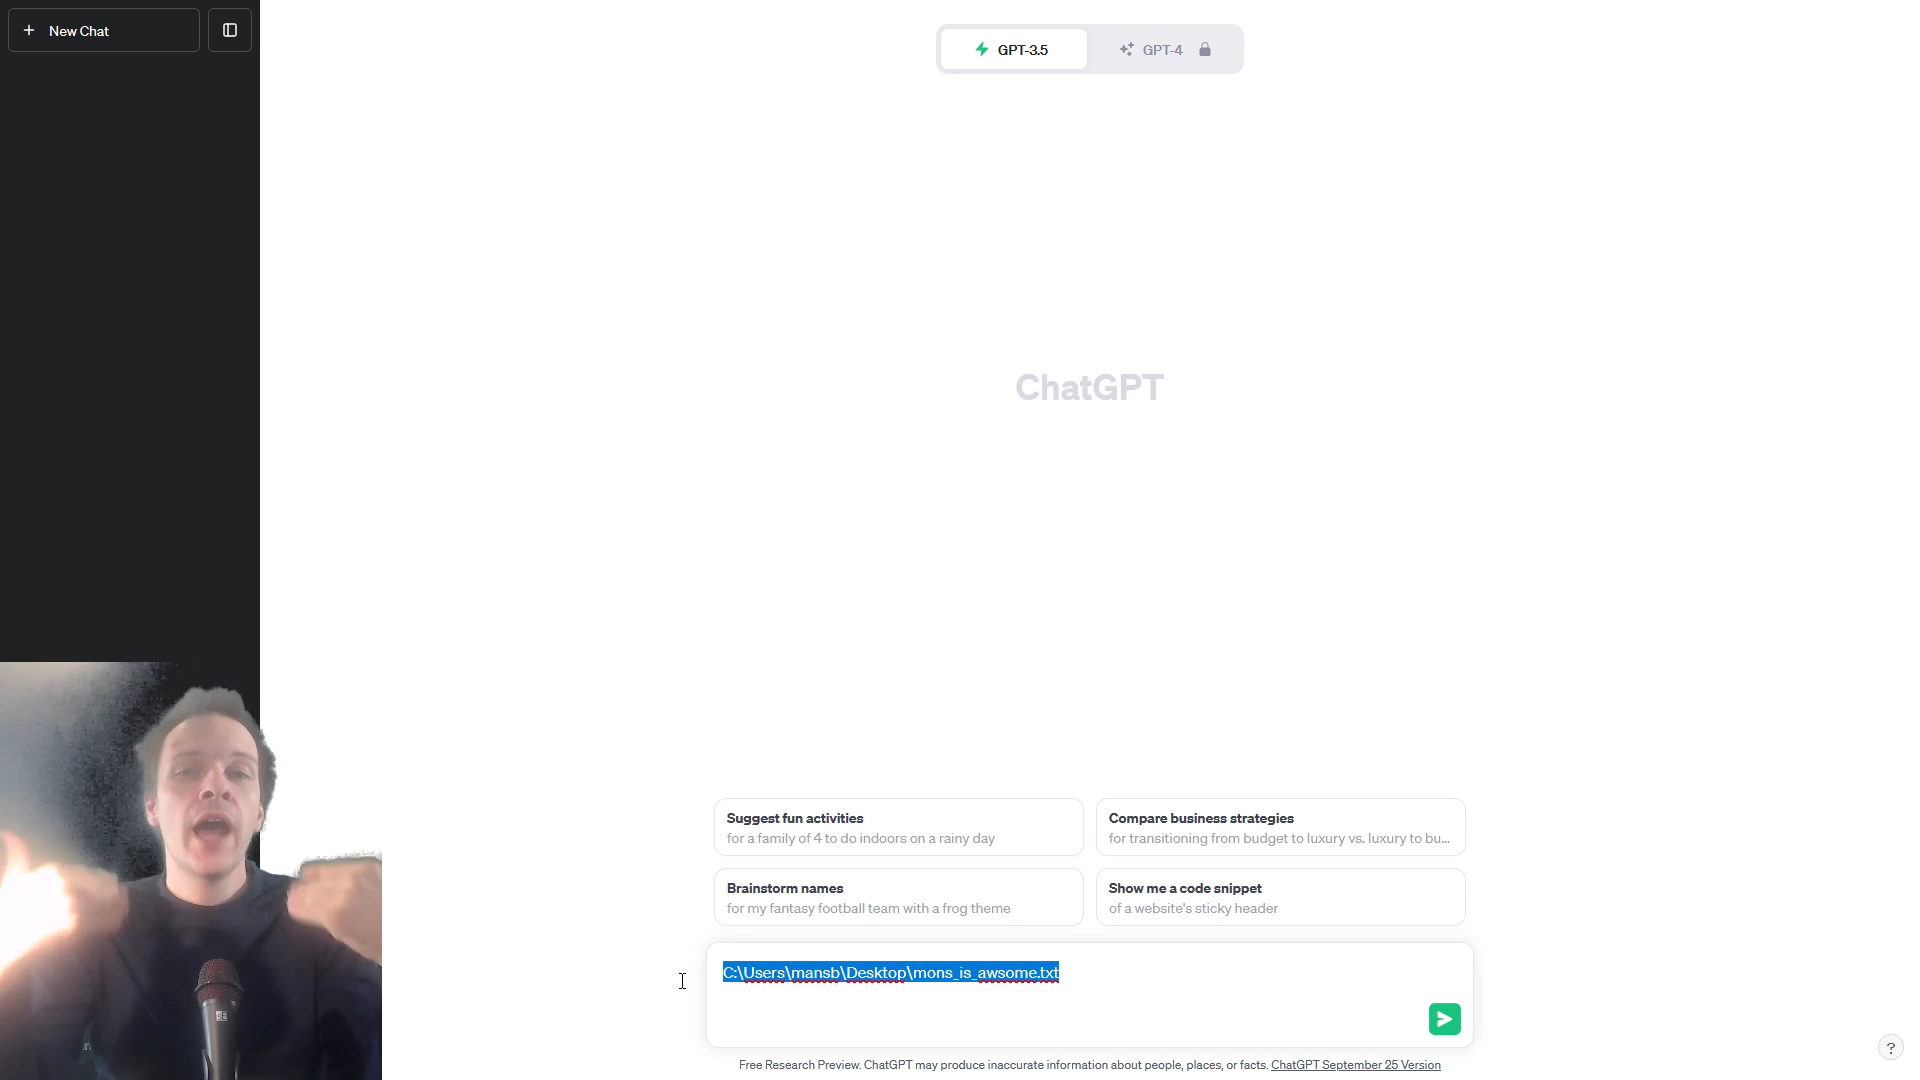 New Chat
GPT-3.5
GPT-4
ChatGPT
Suggest fun activities
for a family of 4 to do indoors on a rainy day
Compare business strategies
for transitioning from budget to luxury vs. luxury to bu...
Brainstorm names
for my fantasy football team with a frog theme
Show me a code snippet
of a website's sticky header
C:\Users\mansb\Desktop\mons_is_awsome.txt
Free Research Preview. ChatGPT may produce inaccurate information about people, places, or facts. ChatGPT September 25 Version
?
sE